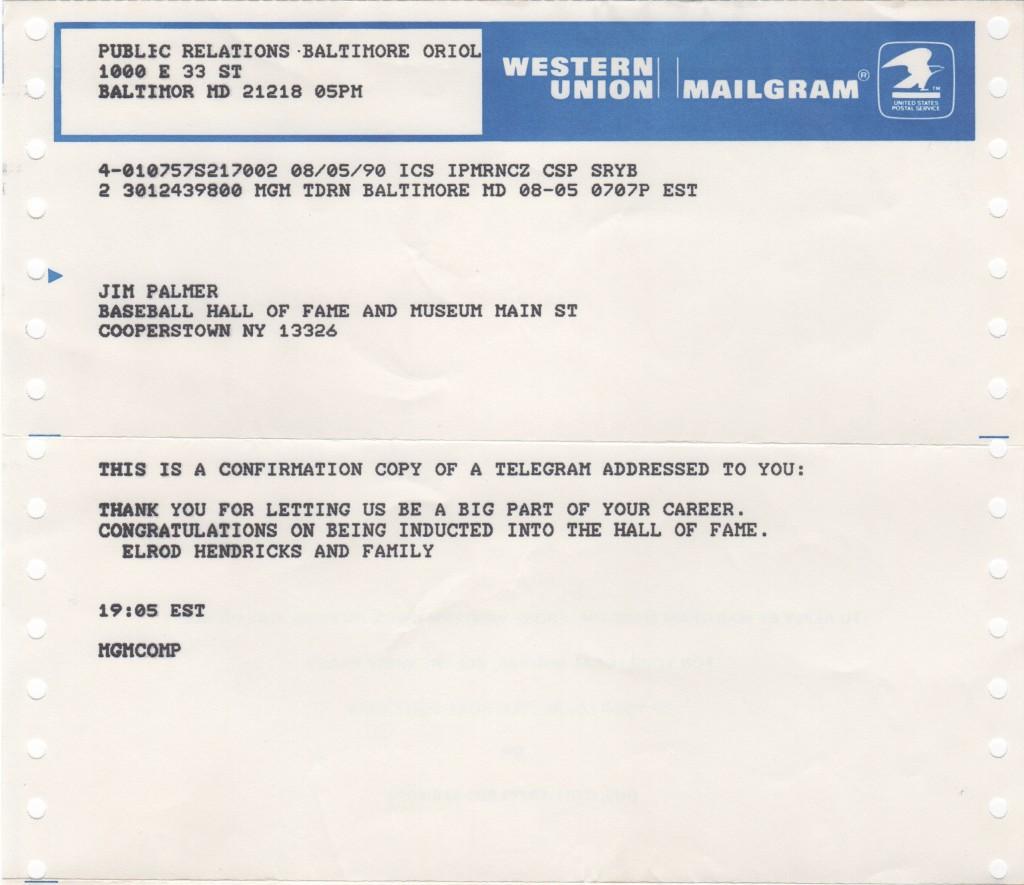 PUBLIC RELATIONS BALTIMORE ORIOL
1000 E 33 ST
BALTIMOR MD 21218 05PM
WESTERN UNION | MAILGRAM®
UNITED STATES POSTAL SERVICE ™
4-010757S217002 08/05/90 ICS IPMRNCZ CSP SRYB
2 3012439800 MGM TDRN BALTIMORE MD 08-05 0707P EST
JIM PALMER
BASEBALL HALL OF FAME AND MUSEUM MAIN ST
COOPERSTOWN NY 13326
THIS IS A CONFIRMATION COPY OF A TELEGRAM ADDRESSED TO YOU:
THANK YOU FOR LETTING US BE A BIG PART OF YOUR CAREER.
CONGRATULATIONS ON BEING INDUCTED INTO THE HALL OF FAME.
ELROD HENDRICKS AND FAMILY
19:05 EST
MGMCOMP